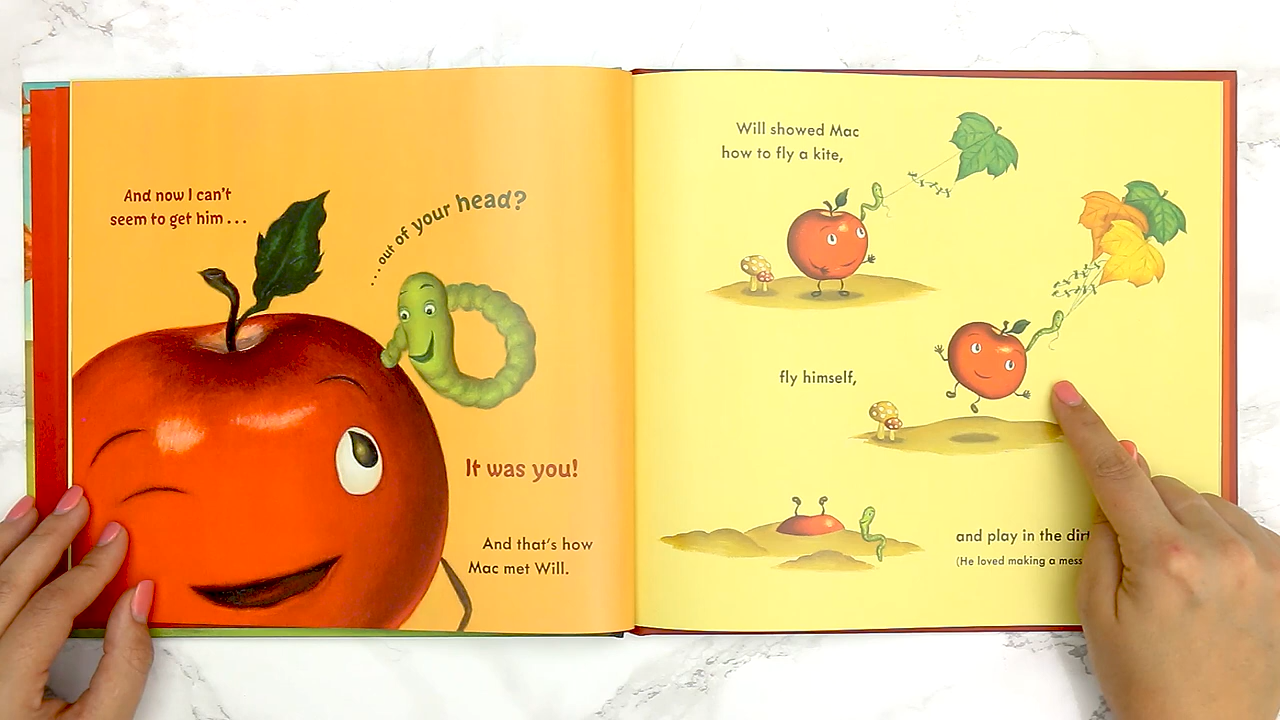 And now I can't
seem to get him . . .
. . . out of your head?
It was you!
And that's how
Mac met Will.
Will showed Mac
how to fly a kite,
fly himself,
and play in the dirt
(He loved making a mess